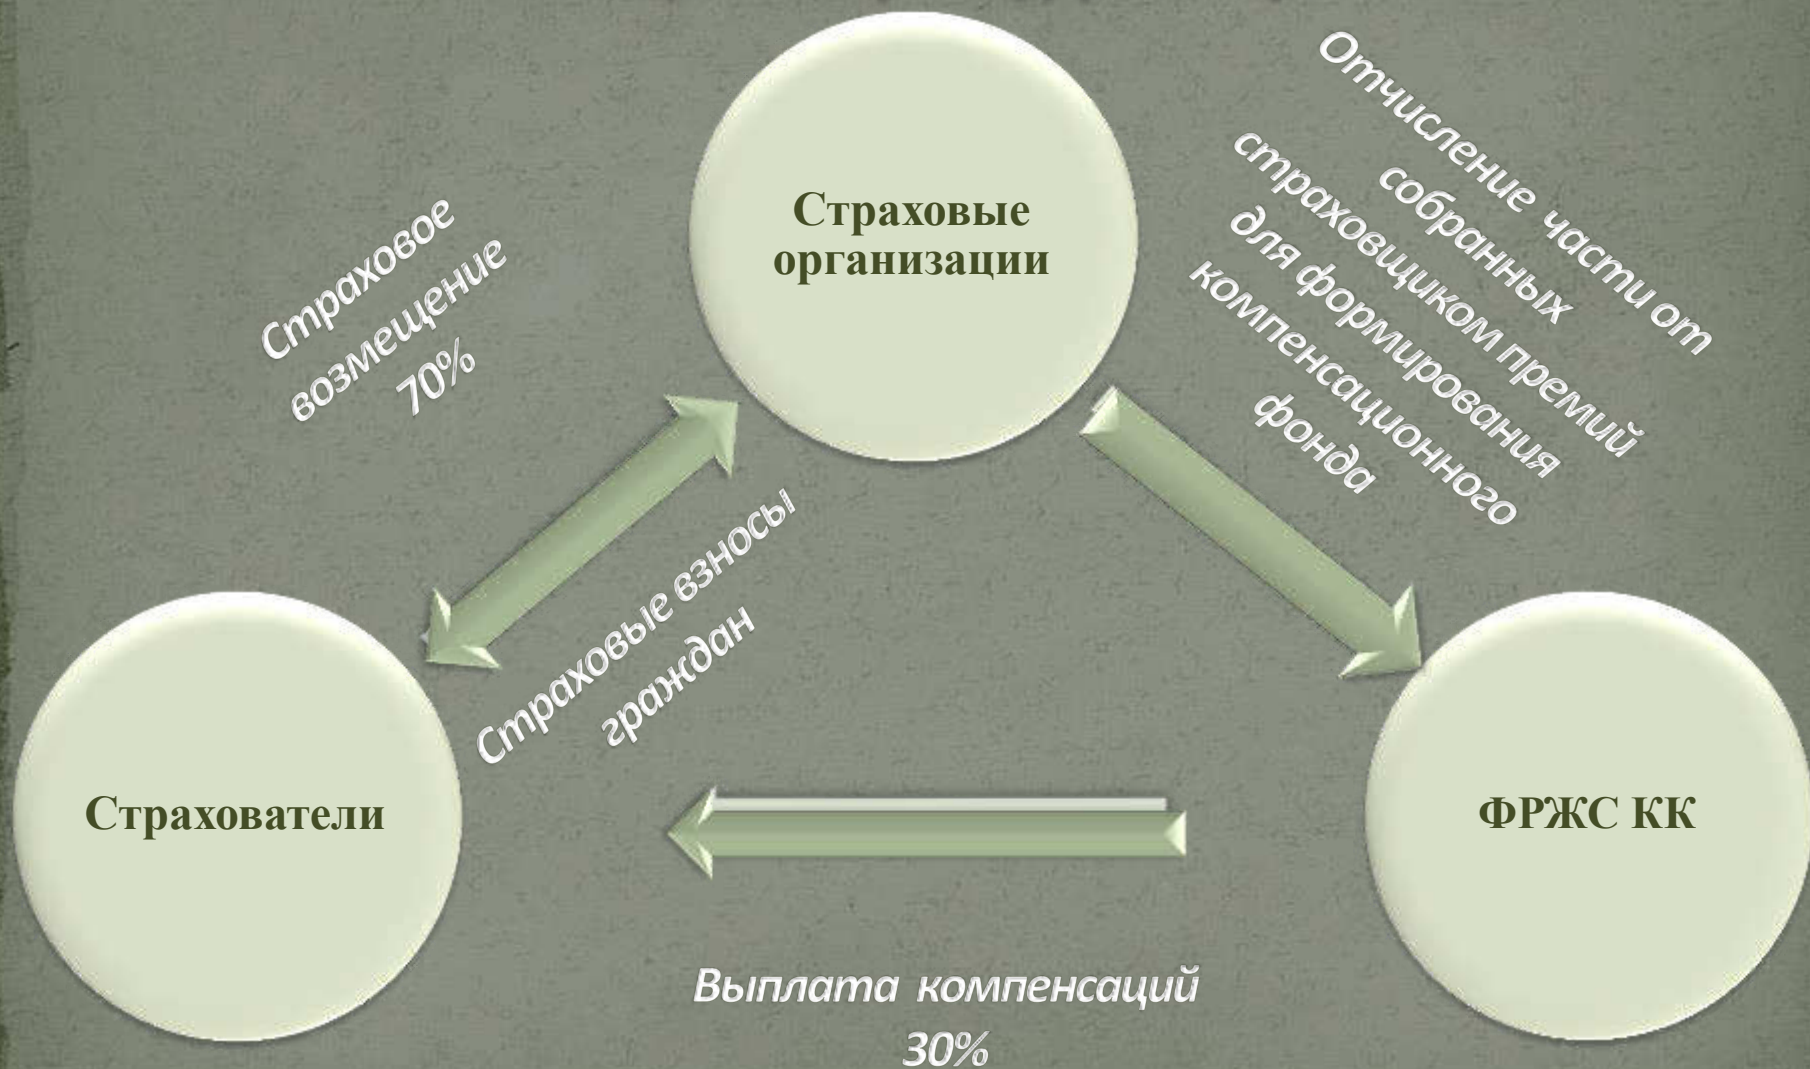 Страховые
организации
Отчисление части от
собранных
страховщиком премий
для формирования
компенсационного
фонда
Страховое
возмещение
70%
Страховые взносы
граждан
Страхователи
ФРЖС КК
Выплата компенсаций
30%